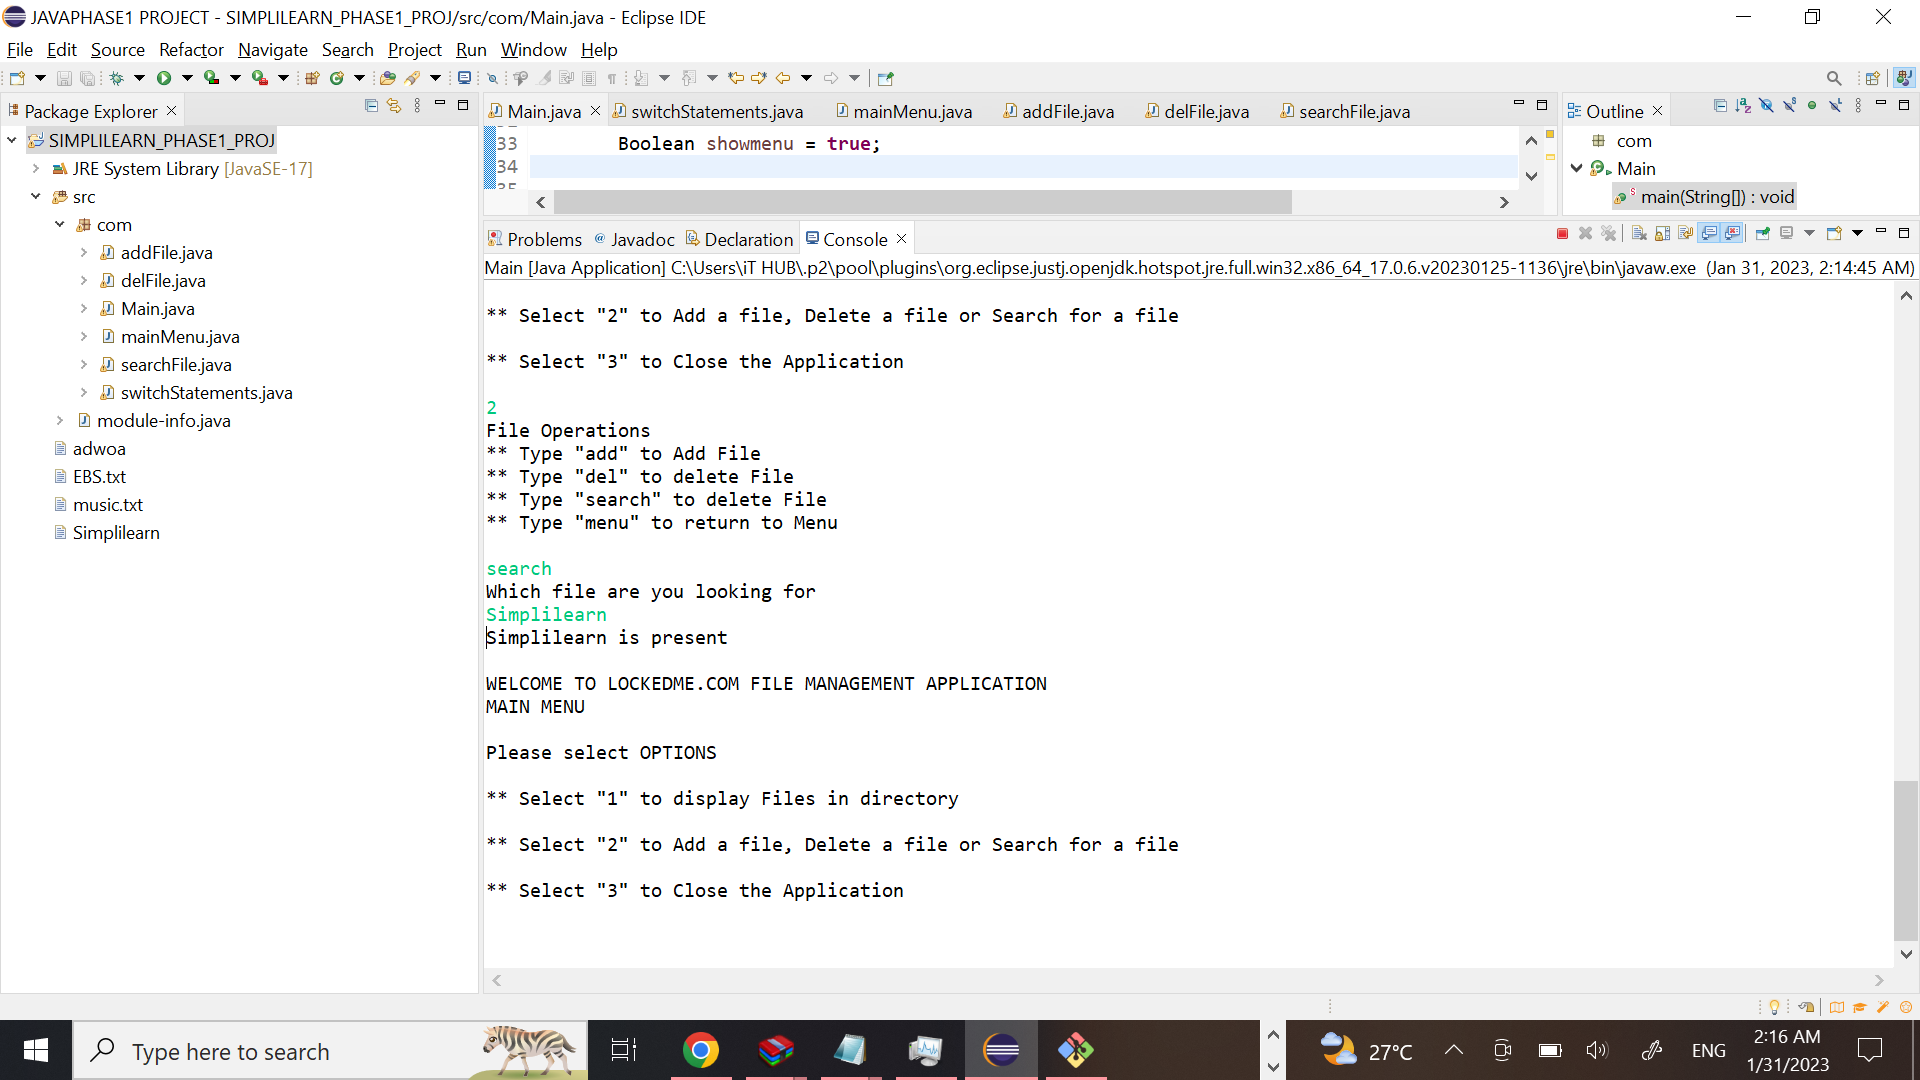 JAVAPHASE1 PROJECT - SIMPLILEARN_PHASE1_PROJ/src/com/Main.java - Eclipse IDE
File Edit Source Refactor Navigate Search Project Run Window Help
Package Explorer
SIMPLILEARN_PHASE1_PROJ
JRE System Library [JavaSE-17]
src
com
addFile.java
delFile.java
Main.java
mainMenu.java
searchFile.java
switchStatements.java
module-info.java
adwoa
EBS.txt
music.txt
Simplilearn
Main.java switchStatements.java mainMenu.java addFile.java delFile.java searchFile.java
33 Boolean showmenu = true;
34
Outline
com
Main
main(String[]) : void
Problems Javadoc Declaration Console
Main [Java Application] C:\Users\iT HUB\.p2\pool\plugins\org.eclipse.justj.openjdk.hotspot.jre.full.win32.x86_64_17.0.6.v20230125-1136\jre\bin\javaw.exe (Jan 31, 2023, 2:14:45 AM)
** Select "2" to Add a file, Delete a file or Search for a file
** Select "3" to Close the Application
2
File Operations
** Type "add" to Add File
** Type "del" to delete File
** Type "search" to delete File
** Type "menu" to return to Menu
search
Which file are you looking for
Simplilearn
Simplilearn is present
WELCOME TO LOCKEDME.COM FILE MANAGEMENT APPLICATION
MAIN MENU
Please select OPTIONS
** Select "1" to display Files in directory
** Select "2" to Add a file, Delete a file or Search for a file
** Select "3" to Close the Application
Type here to search
27°C
ENG
2:16 AM
1/31/2023